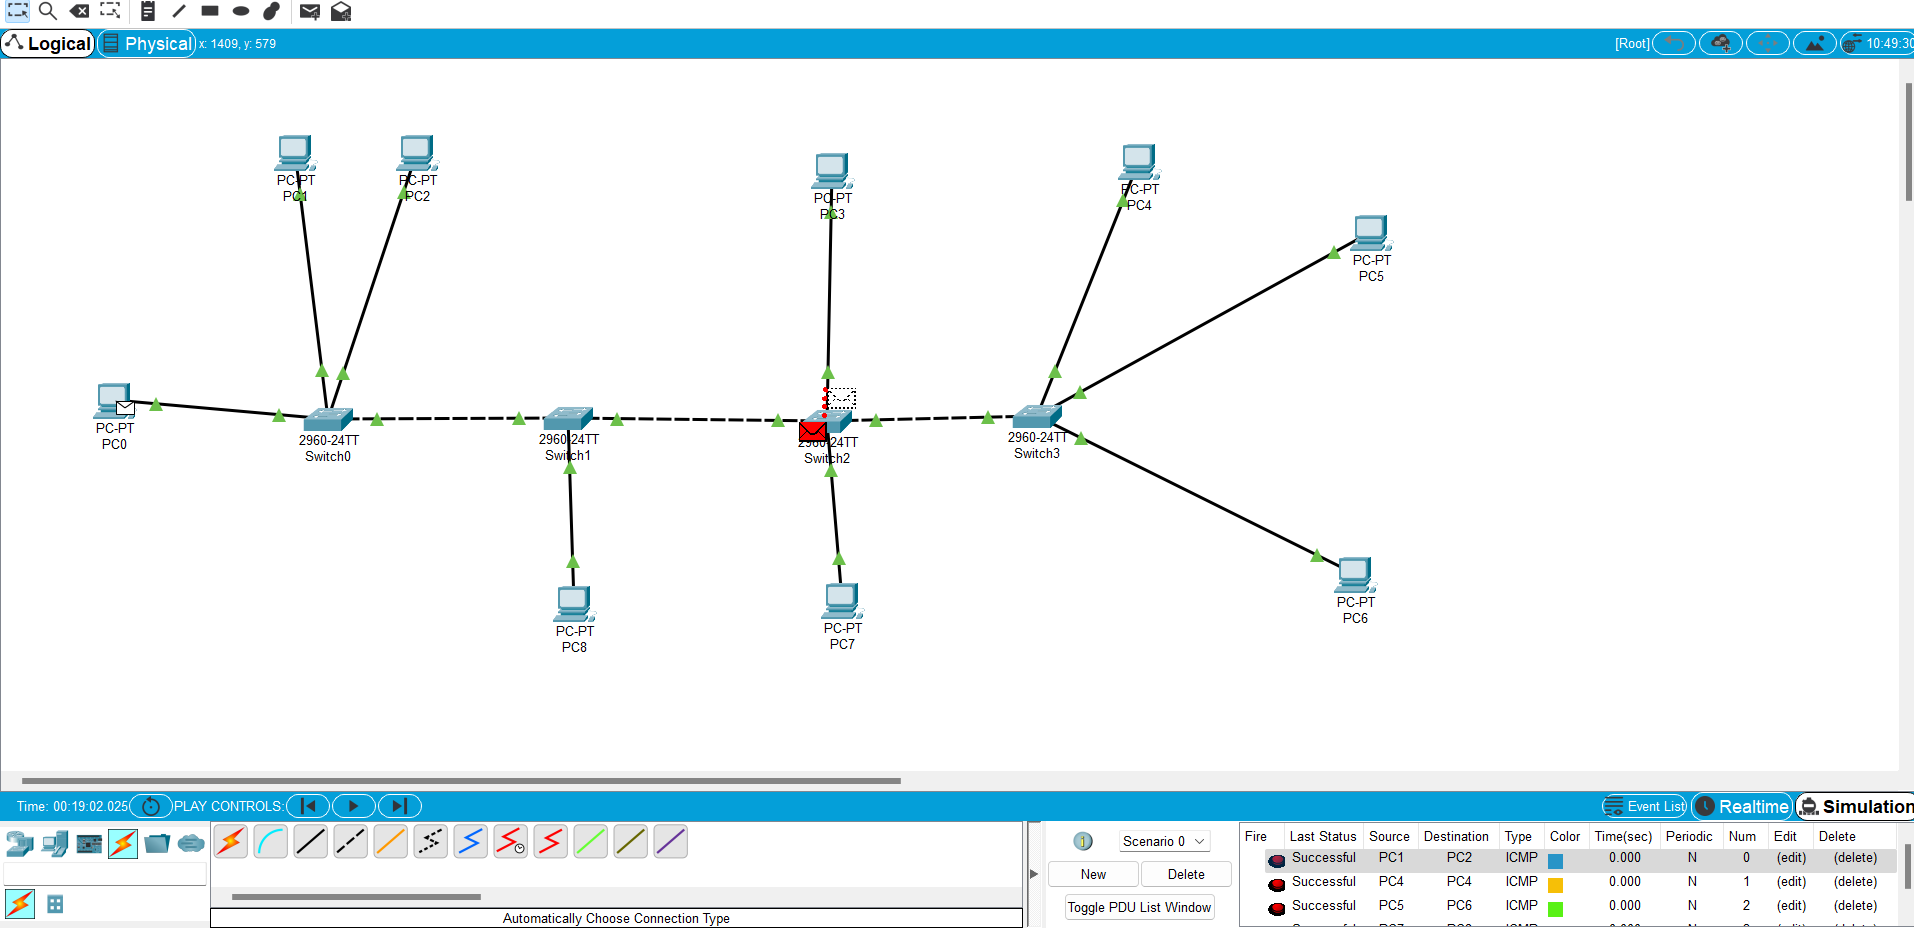 Logical Physical x: 1409, y: 579 [Root] 10:49:30
PC-PT
PC1
PC-PT
PC2
PC-PT
PC3
PC-PT
PC4
PC-PT
PC5
PC-PT
PC0
2960-24TT
Switch0
2960-24TT
Switch1
2960-24TT
Switch2
2960-24TT
Switch3
PC-PT
PC8
PC-PT
PC7
PC-PT
PC6
Time: 00:19:02.025 PLAY CONTROLS: Event List Realtime Simulation
Scenario 0
New Delete
Toggle PDU List Window
Fire Last Status Source Destination Type Color Time(sec) Periodic Num Edit Delete
Successful PC1 PC2 ICMP 0.000 N 0 (edit) (delete)
Successful PC4 PC4 ICMP 0.000 N 1 (edit) (delete)
Successful PC5 PC6 ICMP 0.000 N 2 (edit) (delete)
Automatically Choose Connection Type